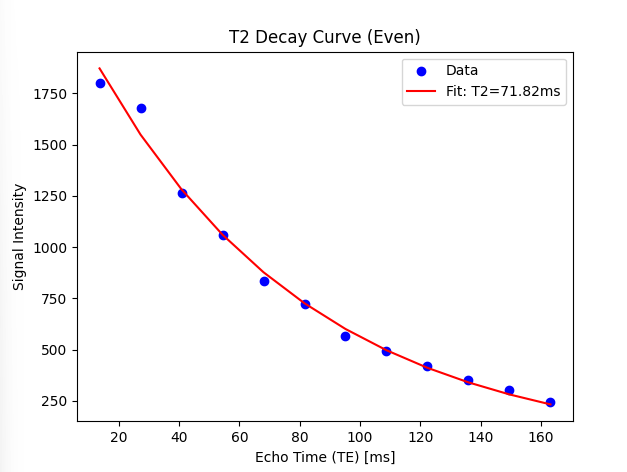 T2 Decay Curve (Even)
Data
Fit: T2=71.82ms
1750
1500
1250
1000
750
500
250
Signal Intensity
20 40 60 80 100 120 140 160
Echo Time (TE) [ms]